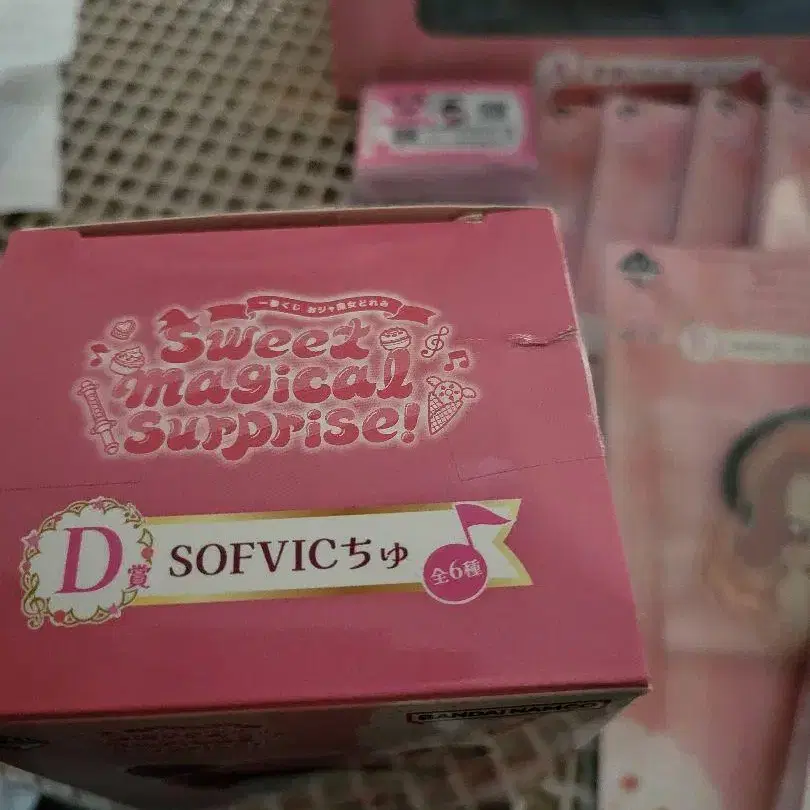 一番くじ おジャ魔女どれみ
Sweet
magical
surprise!
D賞 SOFVICちゅ 全6種
BANDAI NAMCO